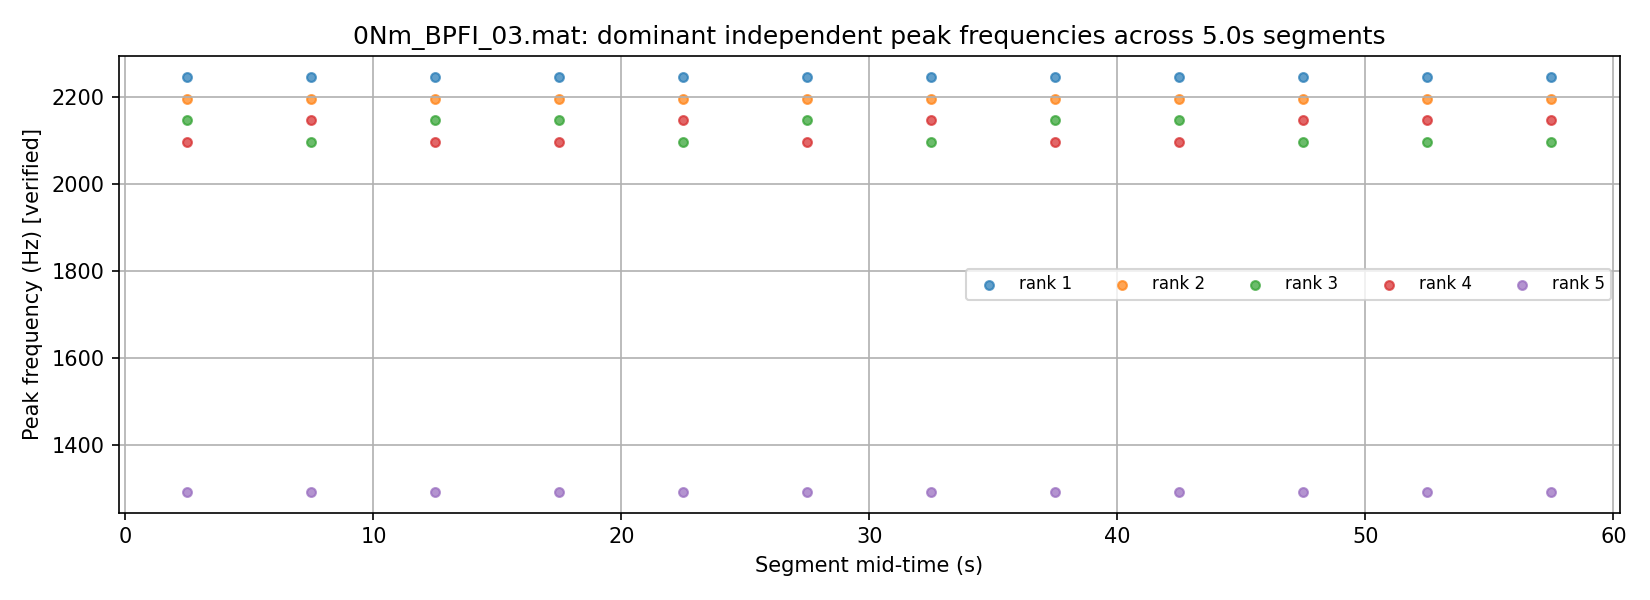 0Nm_BPFI_03.mat: dominant independent peak frequencies across 5.0s segments
Peak frequency (Hz) [verified]
2200
2000
1800
1600
1400
rank 1 rank 2 rank 3 rank 4 rank 5
0 10 20 30 40 50 60
Segment mid-time (s)